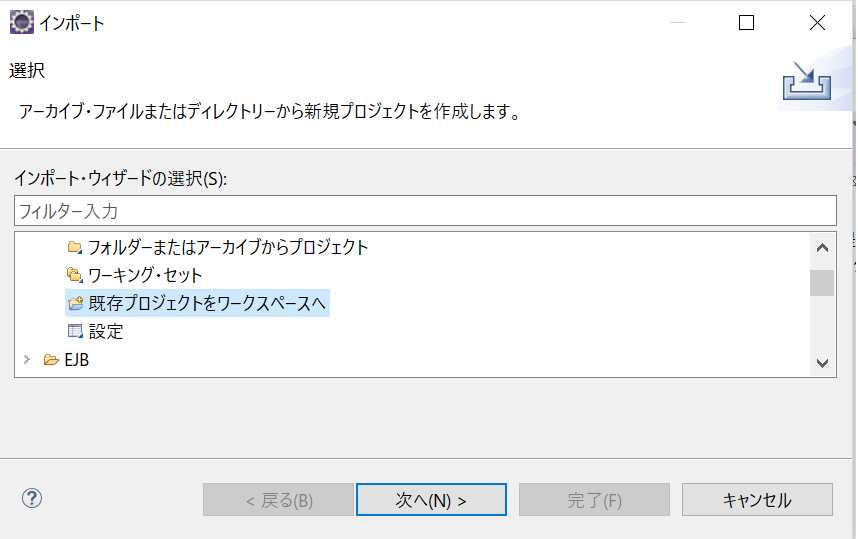 インポート
選択
アーカイブ・ファイルまたはディレクトリーから新規プロジェクトを作成します。
インポート・ウィザードの選択(S):
フィルター入力
フォルダーまたはアーカイブからプロジェクト
ワーキング・セット
既存プロジェクトをワークスペースへ
設定
EJB
< 戻る(B) 次へ(N) > 完了(F) キャンセル